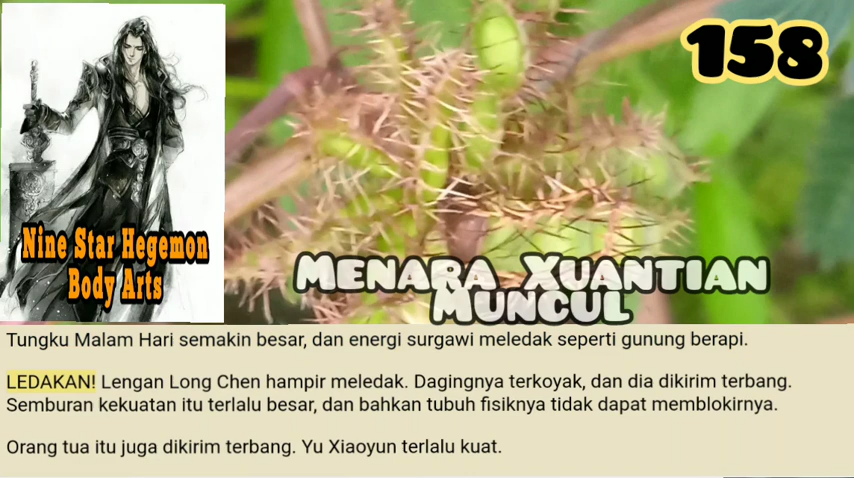 158
Nine Star Hegemon
Body Arts
Menara Xuantian
Muncul
Tungku Malam Hari semakin besar, dan energi surgawi meledak seperti gunung berapi.
LEDAKAN! Lengan Long Chen hampir meledak. Dagingnya terkoyak, dan dia dikirim terbang.
Semburan kekuatan itu terlalu besar, dan bahkan tubuh fisiknya tidak dapat memblokirnya.
Orang tua itu juga dikirim terbang. Yu Xiaoyun terlalu kuat.